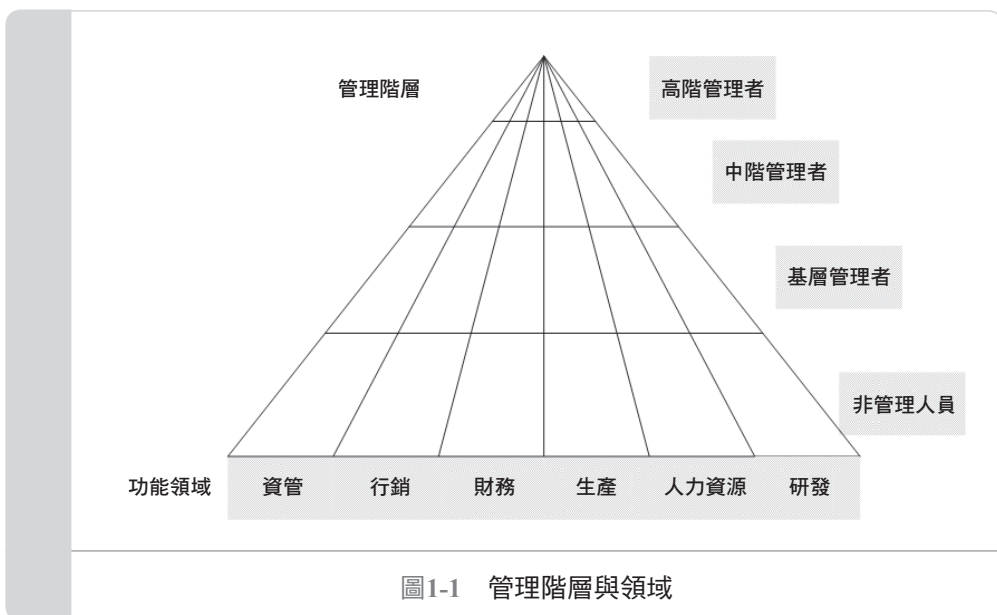 管理階層 高階管理者
中階管理者
基層管理者
非管理人員
功能領域 資管 行銷 財務 生產 人力資源 研發
圖1-1 管理階層與領域